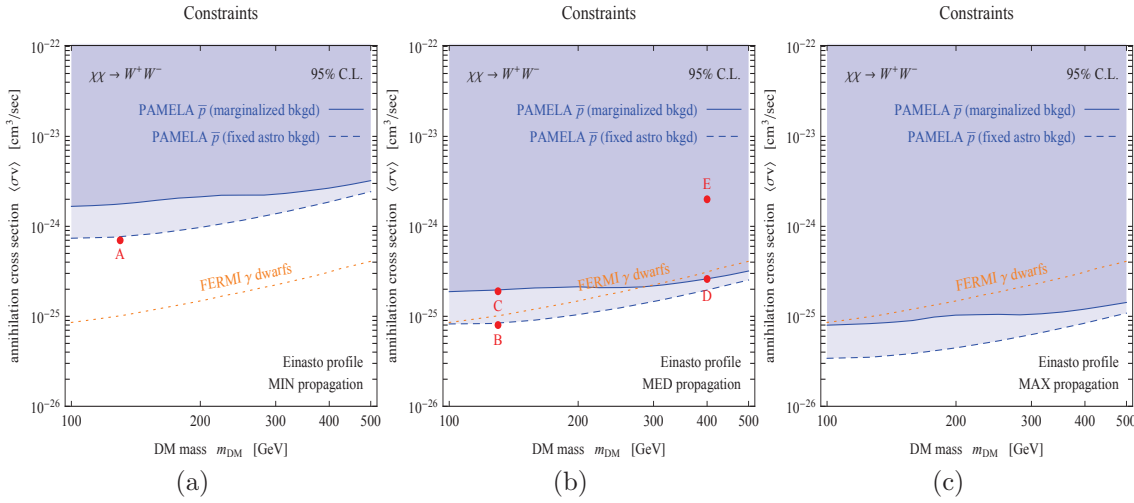 Constraints
10⁻²²
10⁻²³
10⁻²⁴
10⁻²⁵
10⁻²⁶
annihilation cross section ⟨σv⟩ [cm³/sec]
χχ → W⁺W⁻
95% C.L.
PAMELA p̅ (marginalized bkgd)
PAMELA p̅ (fixed astro bkgd)
A
FERMI γ dwarfs
Einasto profile
MIN propagation
100 200 300 400 500
DM mass m_DM [GeV]
(a)
Constraints
10⁻²²
10⁻²³
10⁻²⁴
10⁻²⁵
10⁻²⁶
annihilation cross section ⟨σv⟩ [cm³/sec]
χχ → W⁺W⁻
95% C.L.
PAMELA p̅ (marginalized bkgd)
PAMELA p̅ (fixed astro bkgd)
E
FERMI γ dwarfs
C
D
B
Einasto profile
MED propagation
100 200 300 400 500
DM mass m_DM [GeV]
(b)
Constraints
10⁻²²
10⁻²³
10⁻²⁴
10⁻²⁵
10⁻²⁶
annihilation cross section ⟨σv⟩ [cm³/sec]
χχ → W⁺W⁻
95% C.L.
PAMELA p̅ (marginalized bkgd)
PAMELA p̅ (fixed astro bkgd)
FERMI γ dwarfs
Einasto profile
MAX propagation
100 200 300 400 500
DM mass m_DM [GeV]
(c)